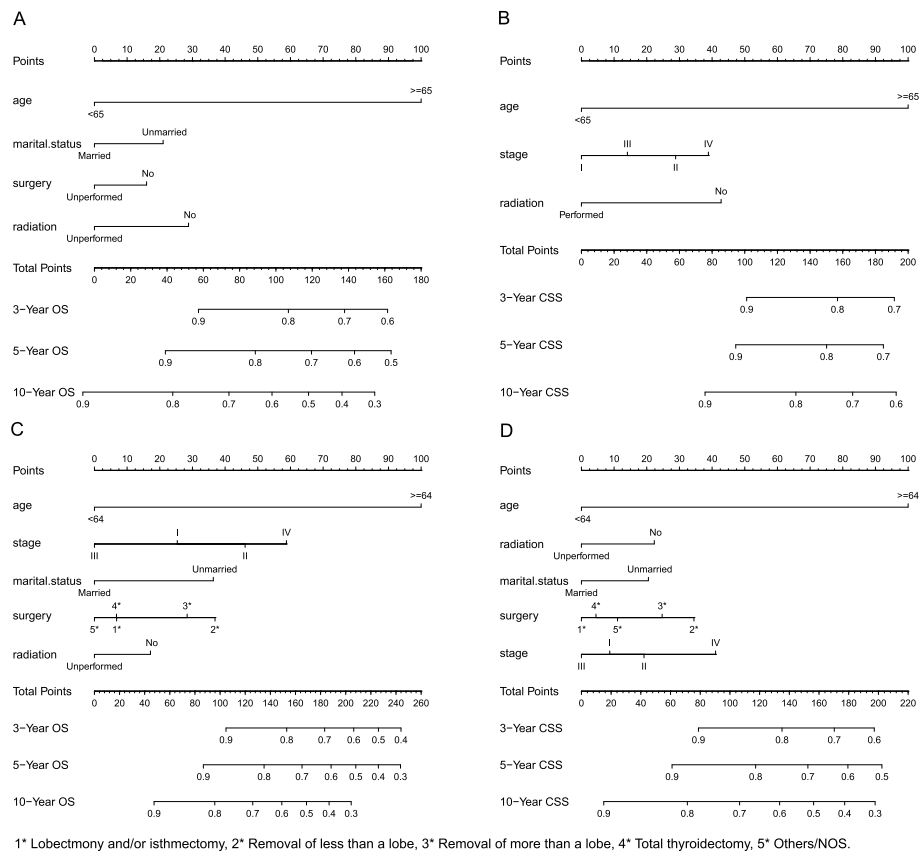 A
Points
0 10 20 30 40 50 60 70 80 90 100
age
>=65
<65
marital.status
Unmarried
Married
surgery
No
Unperformed
radiation
No
Unperformed
Total Points
0 20 40 60 80 100 120 140 160 180
3−Year OS
0.9 0.8 0.7 0.6
5−Year OS
0.9 0.8 0.7 0.6 0.5
10−Year OS
0.9 0.8 0.7 0.6 0.5 0.4 0.3
B
Points
0 10 20 30 40 50 60 70 80 90 100
age
>=65
<65
stage
III IV
I II
radiation
No
Performed
Total Points
0 20 40 60 80 100 120 140 160 180 200
3−Year CSS
0.9 0.8 0.7
5−Year CSS
0.9 0.8 0.7
10−Year CSS
0.9 0.8 0.7 0.6
C
Points
0 10 20 30 40 50 60 70 80 90 100
age
>=64
<64
stage
I IV
III II
marital.status
Unmarried
Married
surgery
4* 3*
5* 1* 2*
radiation
No
Unperformed
Total Points
0 20 40 60 80 100 120 140 160 180 200 220 240 260
3−Year OS
0.9 0.8 0.7 0.6 0.5 0.4
5−Year OS
0.9 0.8 0.7 0.6 0.5 0.4 0.3
10−Year OS
0.9 0.8 0.7 0.6 0.5 0.4 0.3
D
Points
0 10 20 30 40 50 60 70 80 90 100
age
>=64
<64
radiation
No
Unperformed
marital.status
Unmarried
Married
surgery
4* 3*
1* 5* 2*
stage
I IV
III II
Total Points
0 20 40 60 80 100 120 140 160 180 200 220
3−Year CSS
0.9 0.8 0.7 0.6
5−Year CSS
0.9 0.8 0.7 0.6 0.5
10−Year CSS
0.9 0.8 0.7 0.6 0.5 0.4 0.3
1* Lobectmony and/or isthmectomy, 2* Removal of less than a lobe, 3* Removal of more than a lobe, 4* Total thyroidectomy, 5* Others/NOS.